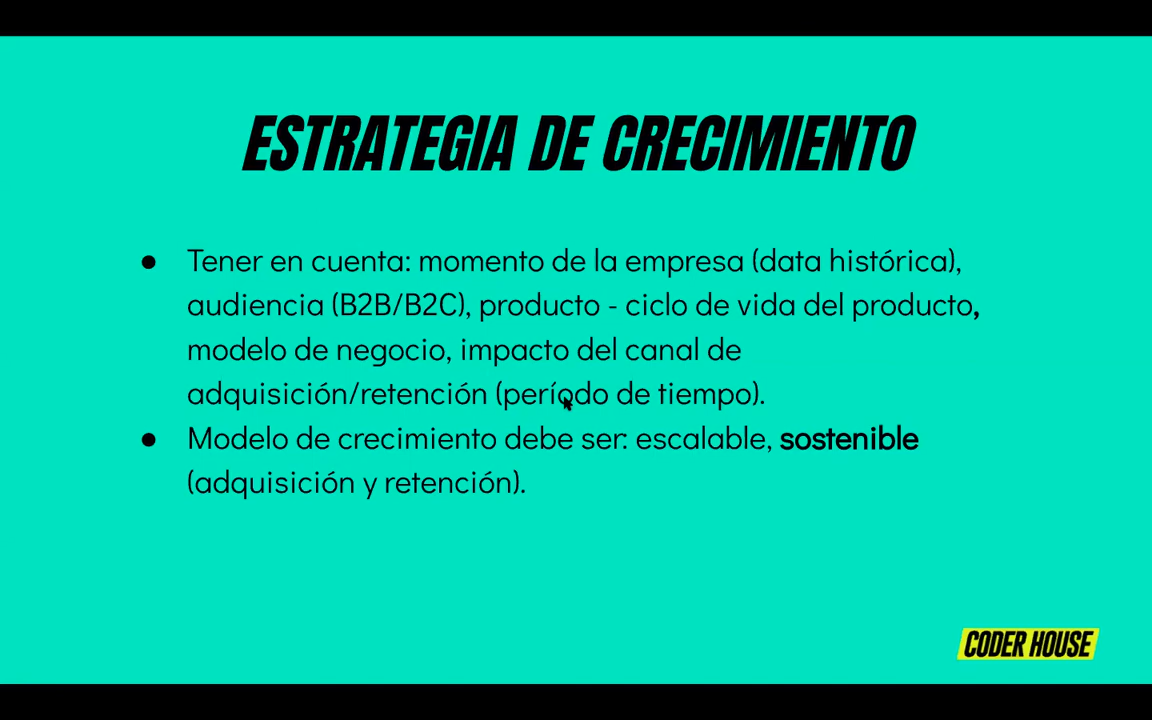 ESTRATEGIA DE CRECIMIENTO
● Tener en cuenta: momento de la empresa (data histórica),
audiencia (B2B/B2C), producto - ciclo de vida del producto,
modelo de negocio, impacto del canal de
adquisición/retención (período de tiempo).
● Modelo de crecimiento debe ser: escalable, sostenible
(adquisición y retención).
CODER HOUSE